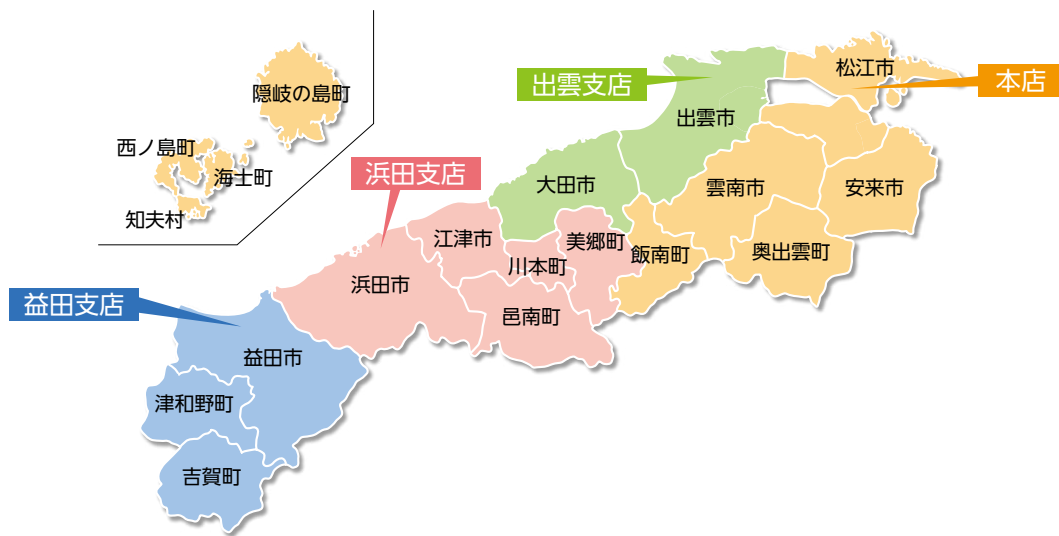 隠岐の島町
西ノ島町
海士町
知夫村
松江市
本店
出雲支店
出雲市
大田市
雲南市
安来市
浜田支店
江津市
美郷町
川本町
飯南町
奥出雲町
浜田市
邑南町
益田支店
益田市
津和野町
吉賀町